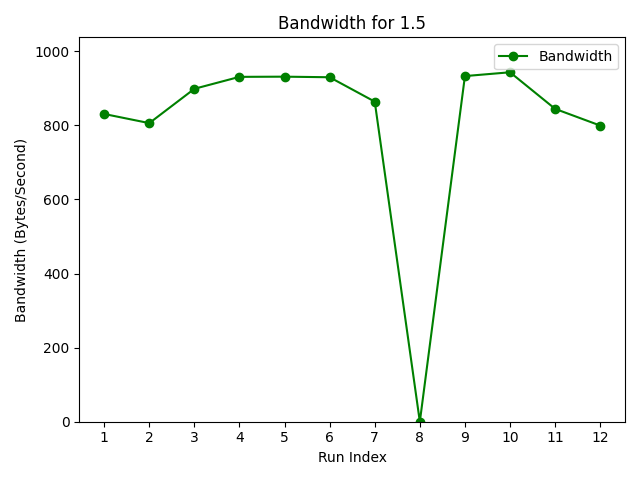 Bandwidth for 1.5
Bandwidth
Bandwidth (Bytes/Second)
1000
800
600
400
200
0
1 2 3 4 5 6 7 8 9 10 11 12
Run Index